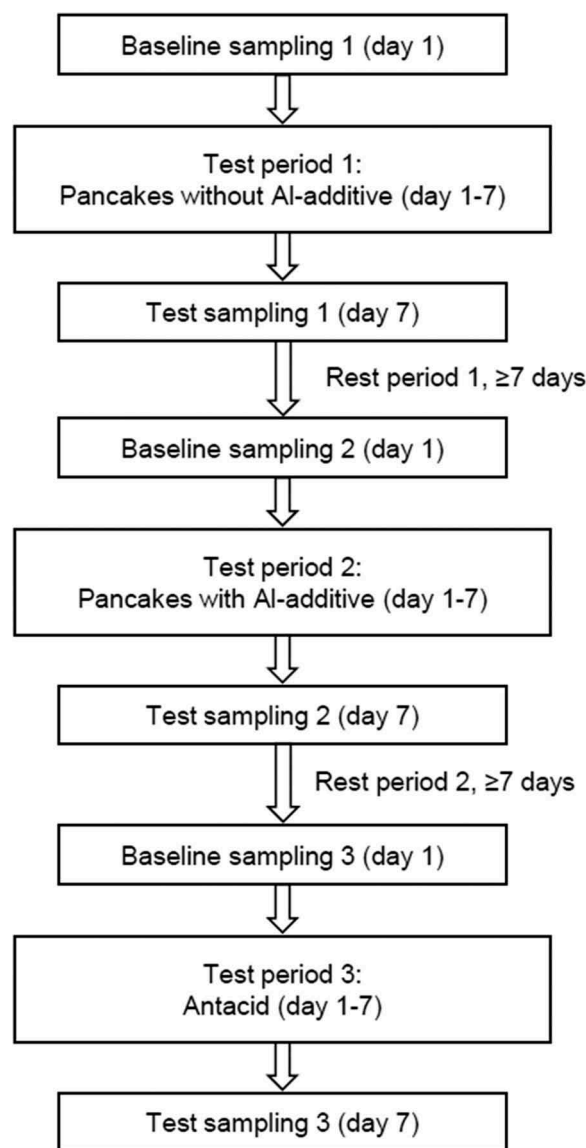 Baseline sampling 1 (day 1)
Test period 1:
Pancakes without Al-additive (day 1-7)
Test sampling 1 (day 7)
Rest period 1, ≥7 days
Baseline sampling 2 (day 1)
Test period 2:
Pancakes with Al-additive (day 1-7)
Test sampling 2 (day 7)
Rest period 2, ≥7 days
Baseline sampling 3 (day 1)
Test period 3:
Antacid (day 1-7)
Test sampling 3 (day 7)